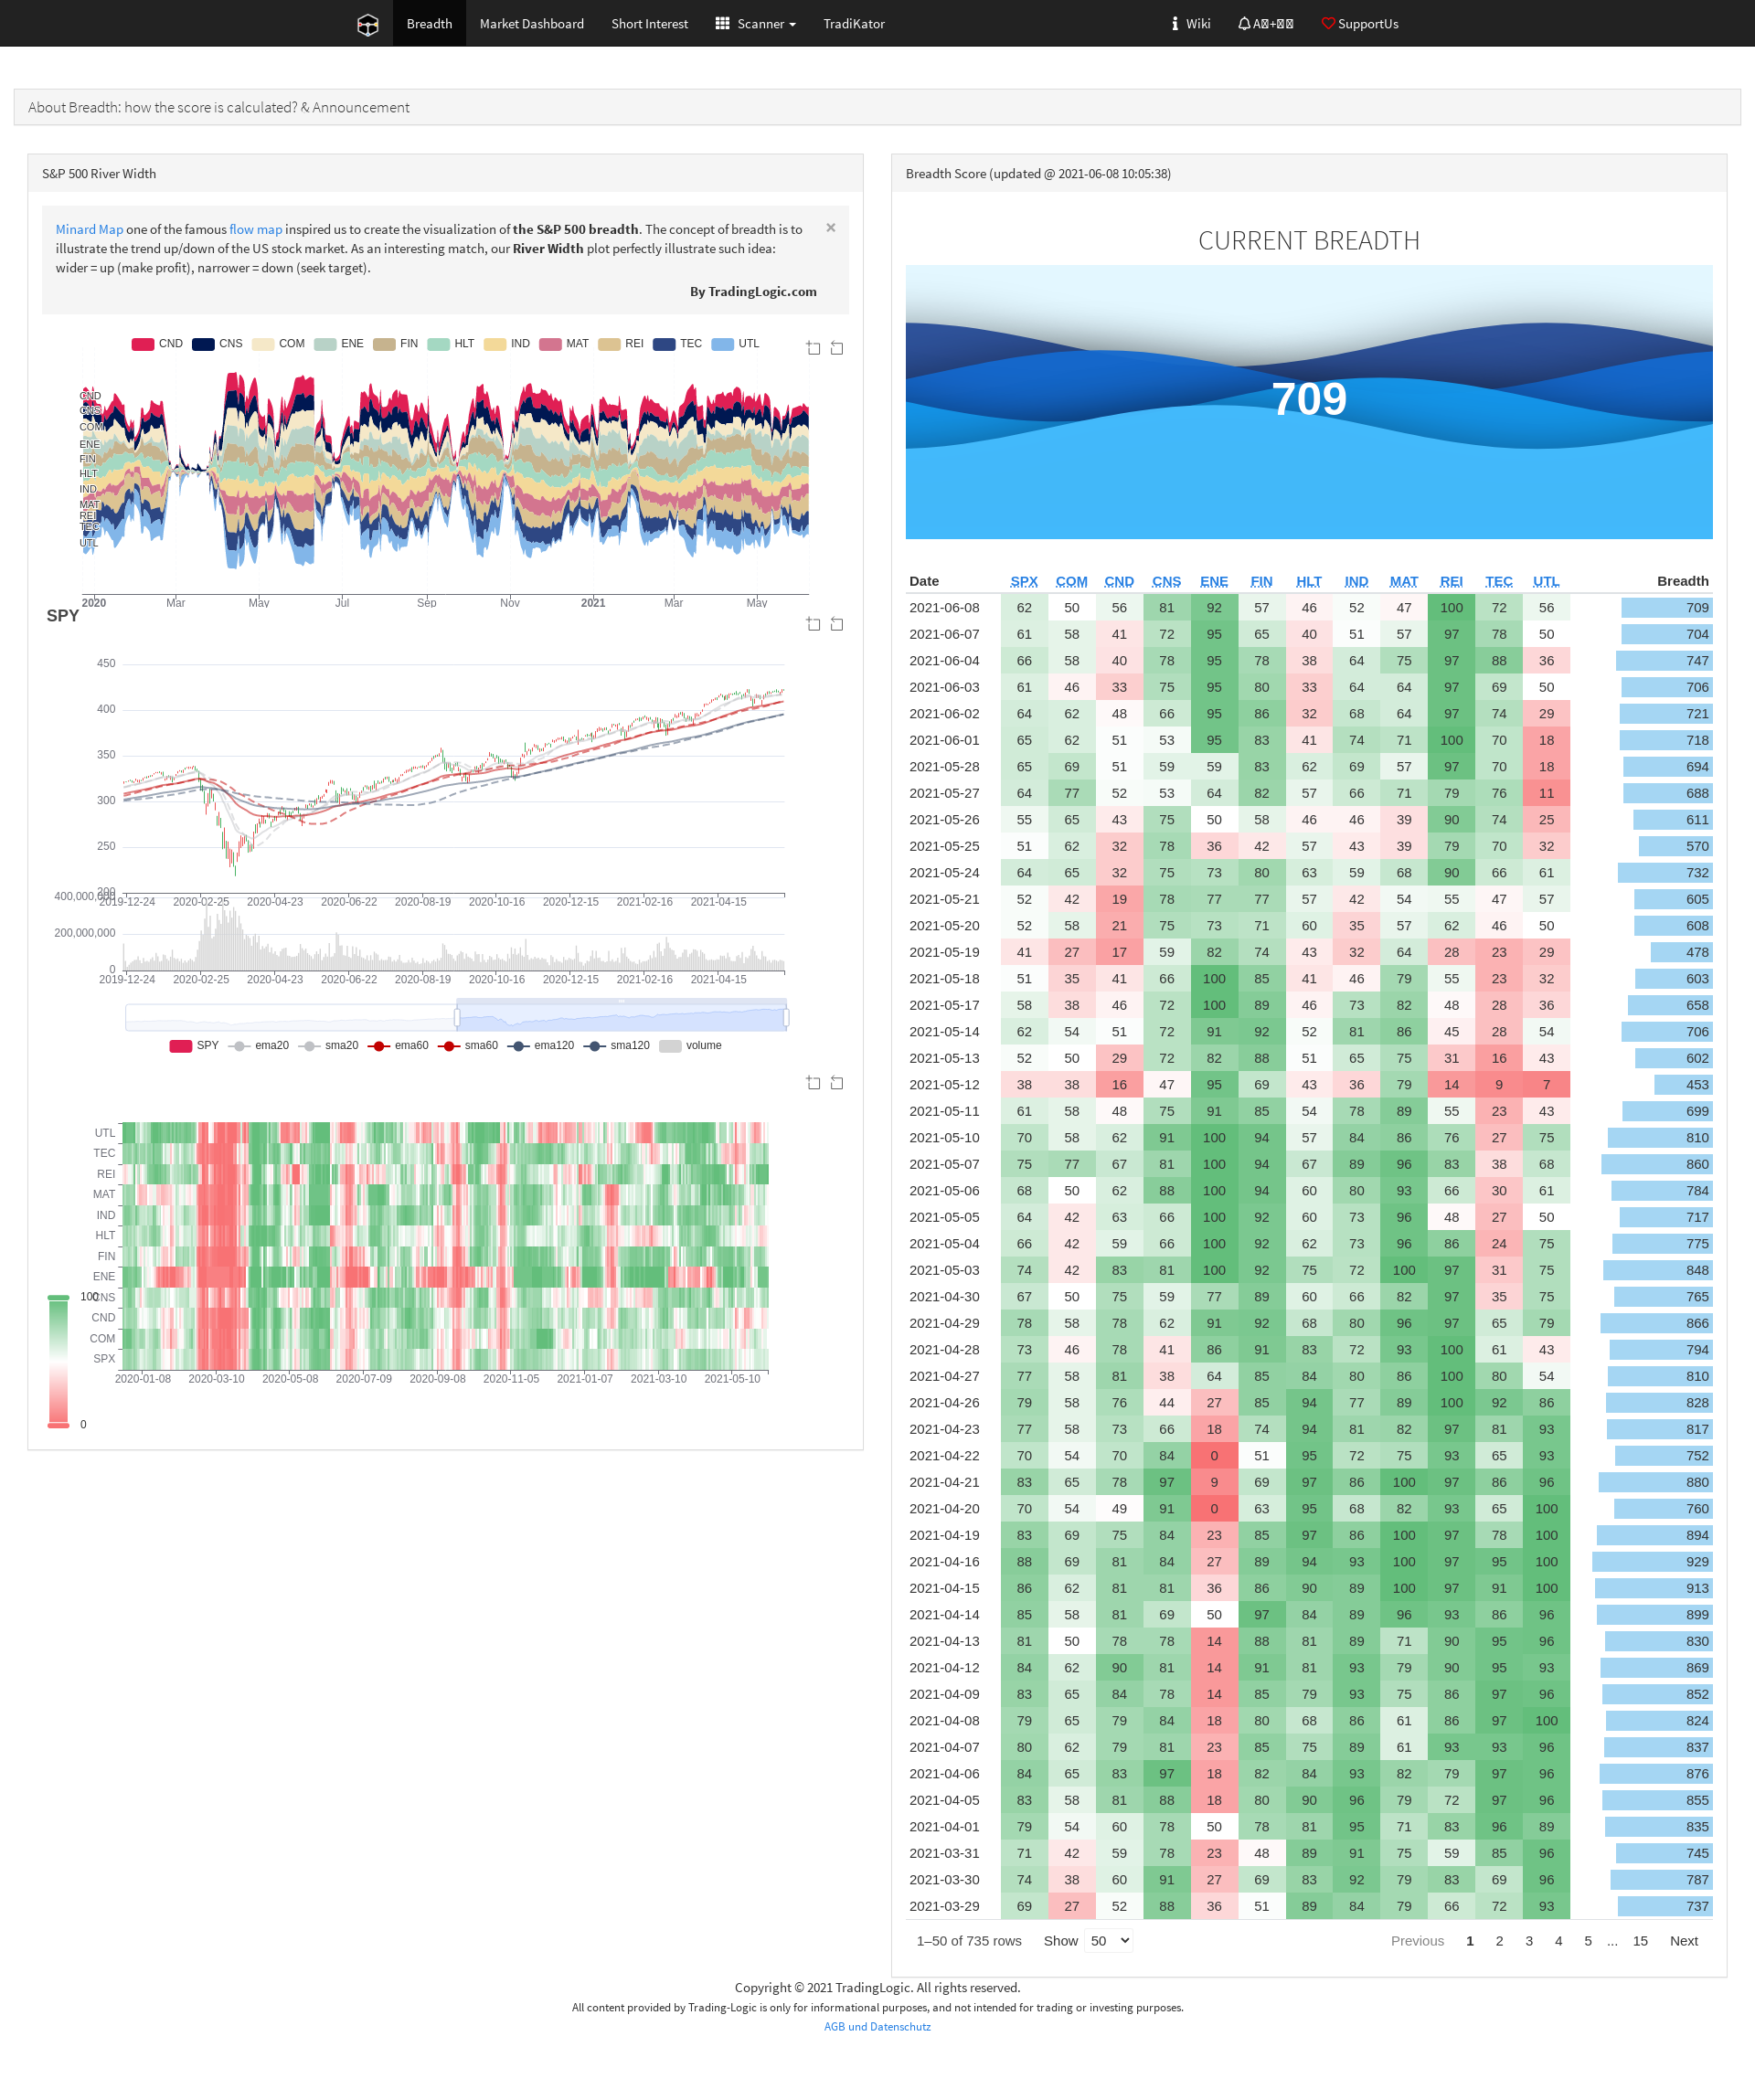 Breadth Market Dashboard Short Interest Scanner TradiKator Wiki SupportUs
About Breadth: how the score is calculated? & Announcement
S&P 500 River Width
Minard Map one of the famous flow map inspired us to create the visualization of the S&P 500 breadth. The concept of breadth is to
illustrate the trend up/down of the US stock market. As an interesting match, our River Width plot perfectly illustrate such idea:
wider = up (make profit), narrower = down (seek target).
×
By TradingLogic.com
CND CNS COM ENE FIN HLT IND MAT REI TEC UTL
CND
CNS
COM
ENE
FIN
HLT
IND
MAT
REI
TEC
UTL
2020 Mar May Jul Sep Nov 2021 Mar May
SPY
450
400
350
300
250
200
2019-12-24 2020-02-25 2020-04-23 2020-06-22 2020-08-19 2020-10-16 2020-12-15 2021-02-16 2021-04-15
400,000,000
200,000,000
0
2019-12-24 2020-02-25 2020-04-23 2020-06-22 2020-08-19 2020-10-16 2020-12-15 2021-02-16 2021-04-15
SPY ema20 sma20 ema60 sma60 ema120 sma120 volume
UTL
TEC
REI
MAT
IND
HLT
FIN
ENE
CNS
CND
COM
SPX
100
0
2020-01-08 2020-03-10 2020-05-08 2020-07-09 2020-09-08 2020-11-05 2021-01-07 2021-03-10 2021-05-10
Breadth Score (updated @ 2021-06-08 10:05:38)
CURRENT BREADTH
709
Date SPX COM CND CNS ENE FIN HLT IND MAT REI TEC UTL Breadth
2021-06-08 62 50 56 81 92 57 46 52 47 100 72 56 709
2021-06-07 61 58 41 72 95 65 40 51 57 97 78 50 704
2021-06-04 66 58 40 78 95 78 38 64 75 97 88 36 747
2021-06-03 61 46 33 75 95 80 33 64 64 97 69 50 706
2021-06-02 64 62 48 66 95 86 32 68 64 97 74 29 721
2021-06-01 65 62 51 53 95 83 41 74 71 100 70 18 718
2021-05-28 65 69 51 59 59 83 62 69 57 97 70 18 694
2021-05-27 64 77 52 53 64 82 57 66 71 79 76 11 688
2021-05-26 55 65 43 75 50 58 46 46 39 90 74 25 611
2021-05-25 51 62 32 78 36 42 57 43 39 79 70 32 570
2021-05-24 64 65 32 75 73 80 63 59 68 90 66 61 732
2021-05-21 52 42 19 78 77 77 57 42 54 55 47 57 605
2021-05-20 52 58 21 75 73 71 60 35 57 62 46 50 608
2021-05-19 41 27 17 59 82 74 43 32 64 28 23 29 478
2021-05-18 51 35 41 66 100 85 41 46 79 55 23 32 603
2021-05-17 58 38 46 72 100 89 46 73 82 48 28 36 658
2021-05-14 62 54 51 72 91 92 52 81 86 45 28 54 706
2021-05-13 52 50 29 72 82 88 51 65 75 31 16 43 602
2021-05-12 38 38 16 47 95 69 43 36 79 14 9 7 453
2021-05-11 61 58 48 75 91 85 54 78 89 55 23 43 699
2021-05-10 70 58 62 91 100 94 57 84 86 76 27 75 810
2021-05-07 75 77 67 81 100 94 67 89 96 83 38 68 860
2021-05-06 68 50 62 88 100 94 60 80 93 66 30 61 784
2021-05-05 64 42 63 66 100 92 60 73 96 48 27 50 717
2021-05-04 66 42 59 66 100 92 62 73 96 86 24 75 775
2021-05-03 74 42 83 81 100 92 75 72 100 97 31 75 848
2021-04-30 67 50 75 59 77 89 60 66 82 97 35 75 765
2021-04-29 78 58 78 62 91 92 68 80 96 97 65 79 866
2021-04-28 73 46 78 41 86 91 83 72 93 100 61 43 794
2021-04-27 77 58 81 38 64 85 84 80 86 100 80 54 810
2021-04-26 79 58 76 44 27 85 94 77 89 100 92 86 828
2021-04-23 77 58 73 66 18 74 94 81 82 97 81 93 817
2021-04-22 70 54 70 84 0 51 95 72 75 93 65 93 752
2021-04-21 83 65 78 97 9 69 97 86 100 97 86 96 880
2021-04-20 70 54 49 91 0 63 95 68 82 93 65 100 760
2021-04-19 83 69 75 84 23 85 97 86 100 97 78 100 894
2021-04-16 88 69 81 84 27 89 94 93 100 97 95 100 929
2021-04-15 86 62 81 81 36 86 90 89 100 97 91 100 913
2021-04-14 85 58 81 69 50 97 84 89 96 93 86 96 899
2021-04-13 81 50 78 78 14 88 81 89 71 90 95 96 830
2021-04-12 84 62 90 81 14 91 81 93 79 90 95 93 869
2021-04-09 83 65 84 78 14 85 79 93 75 86 97 96 852
2021-04-08 79 65 79 84 18 80 68 86 61 86 97 100 824
2021-04-07 80 62 79 81 23 85 75 89 61 93 93 96 837
2021-04-06 84 65 83 97 18 82 84 93 82 79 97 96 876
2021-04-05 83 58 81 88 18 80 90 96 79 72 97 96 855
2021-04-01 79 54 60 78 50 78 81 95 71 83 96 89 835
2021-03-31 71 42 59 78 23 48 89 91 75 59 85 96 745
2021-03-30 74 38 60 91 27 69 83 92 79 83 69 96 787
2021-03-29 69 27 52 88 36 51 89 84 79 66 72 93 737
1–50 of 735 rows Show 50 Previous 1 2 3 4 5 ... 15 Next
Copyright © 2021 TradingLogic. All rights reserved.
All content provided by Trading-Logic is only for informational purposes, and not intended for trading or investing purposes.
AGB und Datenschutz